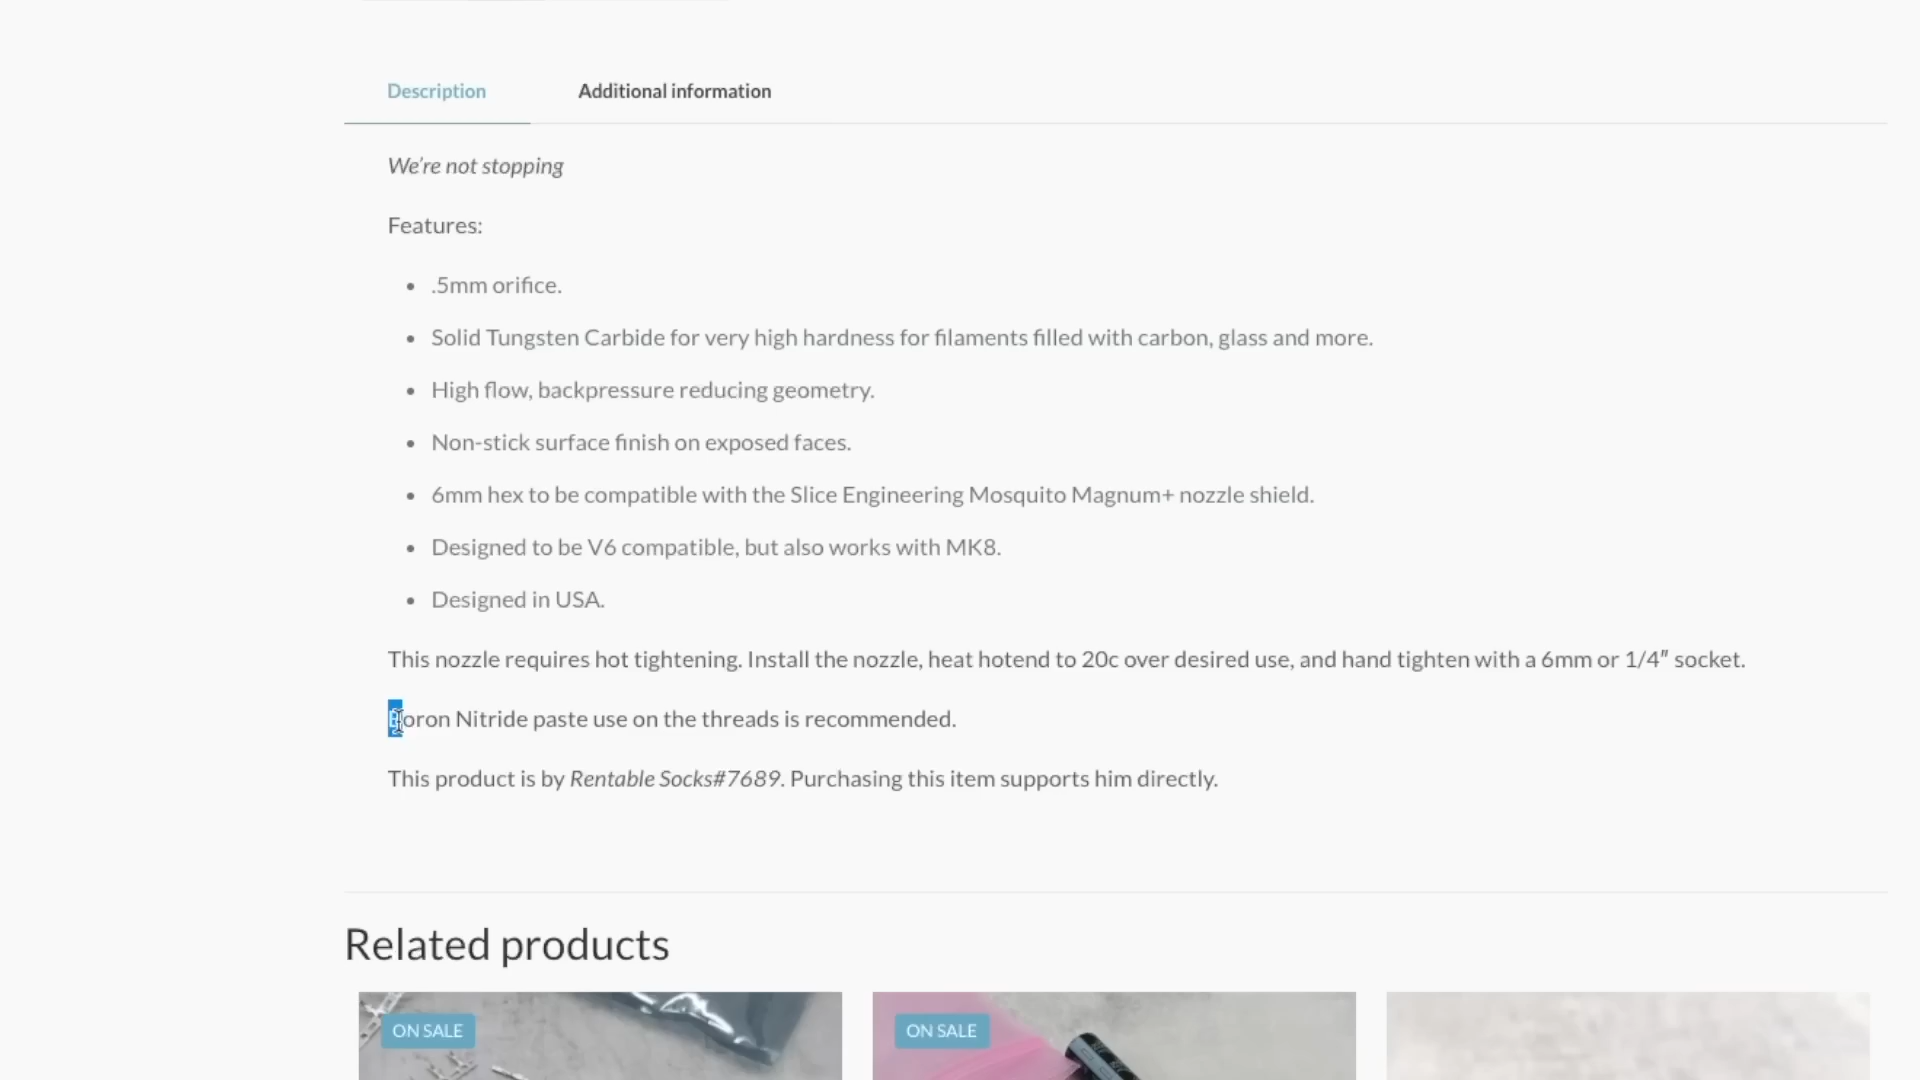 Description
Additional information
We're not stopping
Features:
.5mm orifice.
Solid Tungsten Carbide for very high hardness for filaments filled with carbon, glass and more.
High flow, backpressure reducing geometry.
Non-stick surface finish on exposed faces.
6mm hex to be compatible with the Slice Engineering Mosquito Magnum+ nozzle shield.
Designed to be V6 compatible, but also works with MK8.
Designed in USA.
This nozzle requires hot tightening. Install the nozzle, heat hotend to 20c over desired use, and hand tighten with a 6mm or 1/4″ socket.
Boron Nitride paste use on the threads is recommended.
This product is by Rentable Socks#7689. Purchasing this item supports him directly.
Related products
ON SALE
ON SALE